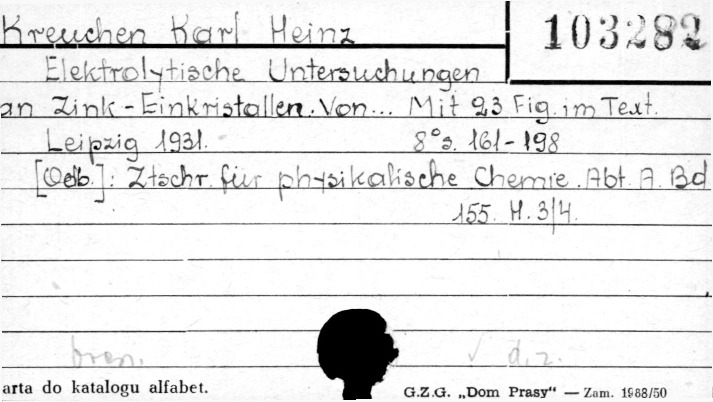 Kreuchen Karl Heinz 103282
Elektrolytische Untersuchungen
an Zink-Einkristallen. Von... Mit 23 Fig. im Text.
Leipzig 1931. 8° s. 161-198
[Odb.]: Ztschr. für physikalische Chemie. Abt. A. Bd
155. H. 3/4.
√ d.z.
arta do katalogu alfabet. G.Z.G. „Dom Prasy" — Zam. 1988/50